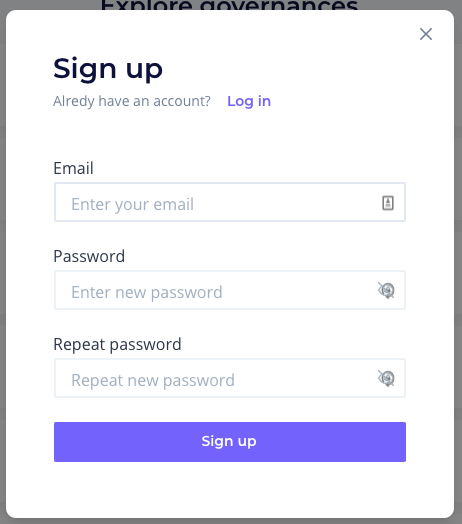 Explore governances
Sign up
Alredy have an account? Log in
Email
Enter your email
Password
Enter new password
Repeat password
Repeat new password
Sign up